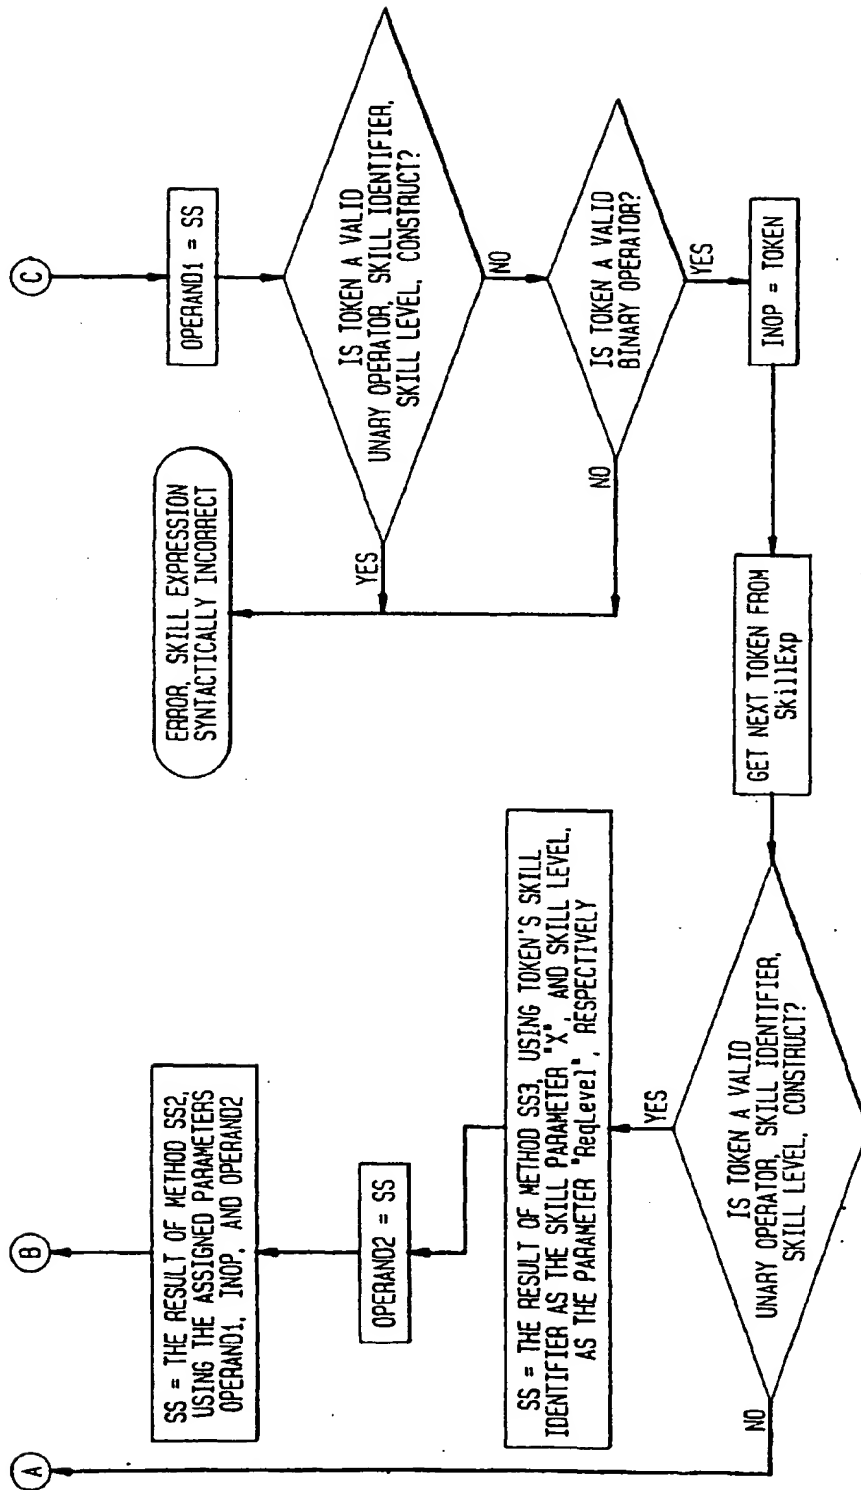 C
OPERAND1 = SS
IS TOKEN A VALID
UNARY OPERATOR, SKILL IDENTIFIER,
SKILL LEVEL, CONSTRUCT?
YES
NO
ERROR, SKILL EXPRESSION
SYNTACTICALLY INCORRECT
IS TOKEN A VALID
BINARY OPERATOR?
NO
YES
INOP = TOKEN
GET NEXT TOKEN FROM
SkillExp
IS TOKEN A VALID
UNARY OPERATOR, SKILL IDENTIFIER,
SKILL LEVEL, CONSTRUCT?
YES
NO
SS = THE RESULT OF METHOD SS3, USING TOKEN'S SKILL
IDENTIFIER AS THE SKILL PARAMETER "X", AND SKILL LEVEL,
AS THE PARAMETER "ReqLevel", RESPECTIVELY
OPERAND2 = SS
SS = THE RESULT OF METHOD SS2,
USING THE ASSIGNED PARAMETERS
OPERAND1, INOP, AND OPERAND2
B
A